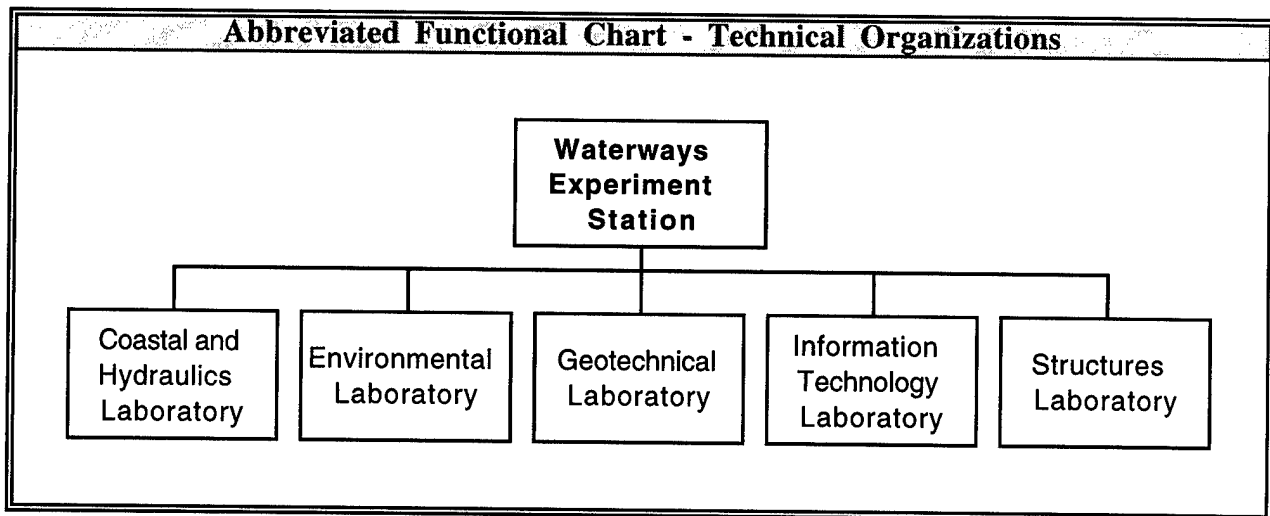 Abbreviated Functional Chart - Technical Organizations
Waterways
Experiment
Station
Coastal and
Hydraulics
Laboratory
Environmental
Laboratory
Geotechnical
Laboratory
Information
Technology
Laboratory
Structures
Laboratory